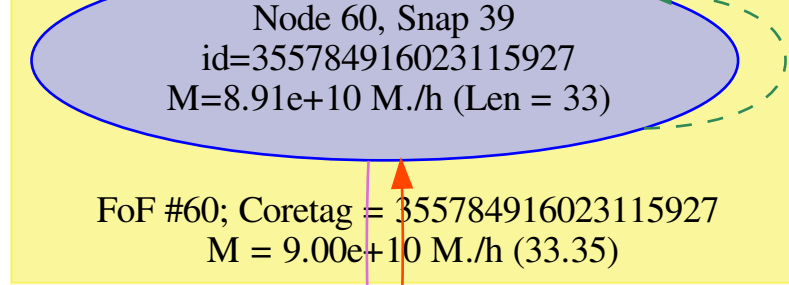 Node 60, Snap 39
id=355784916023115927
M=8.91e+10 M./h (Len = 33)
FoF #60; Coretag = 355784916023115927
M = 9.00e+10 M./h (33.35)